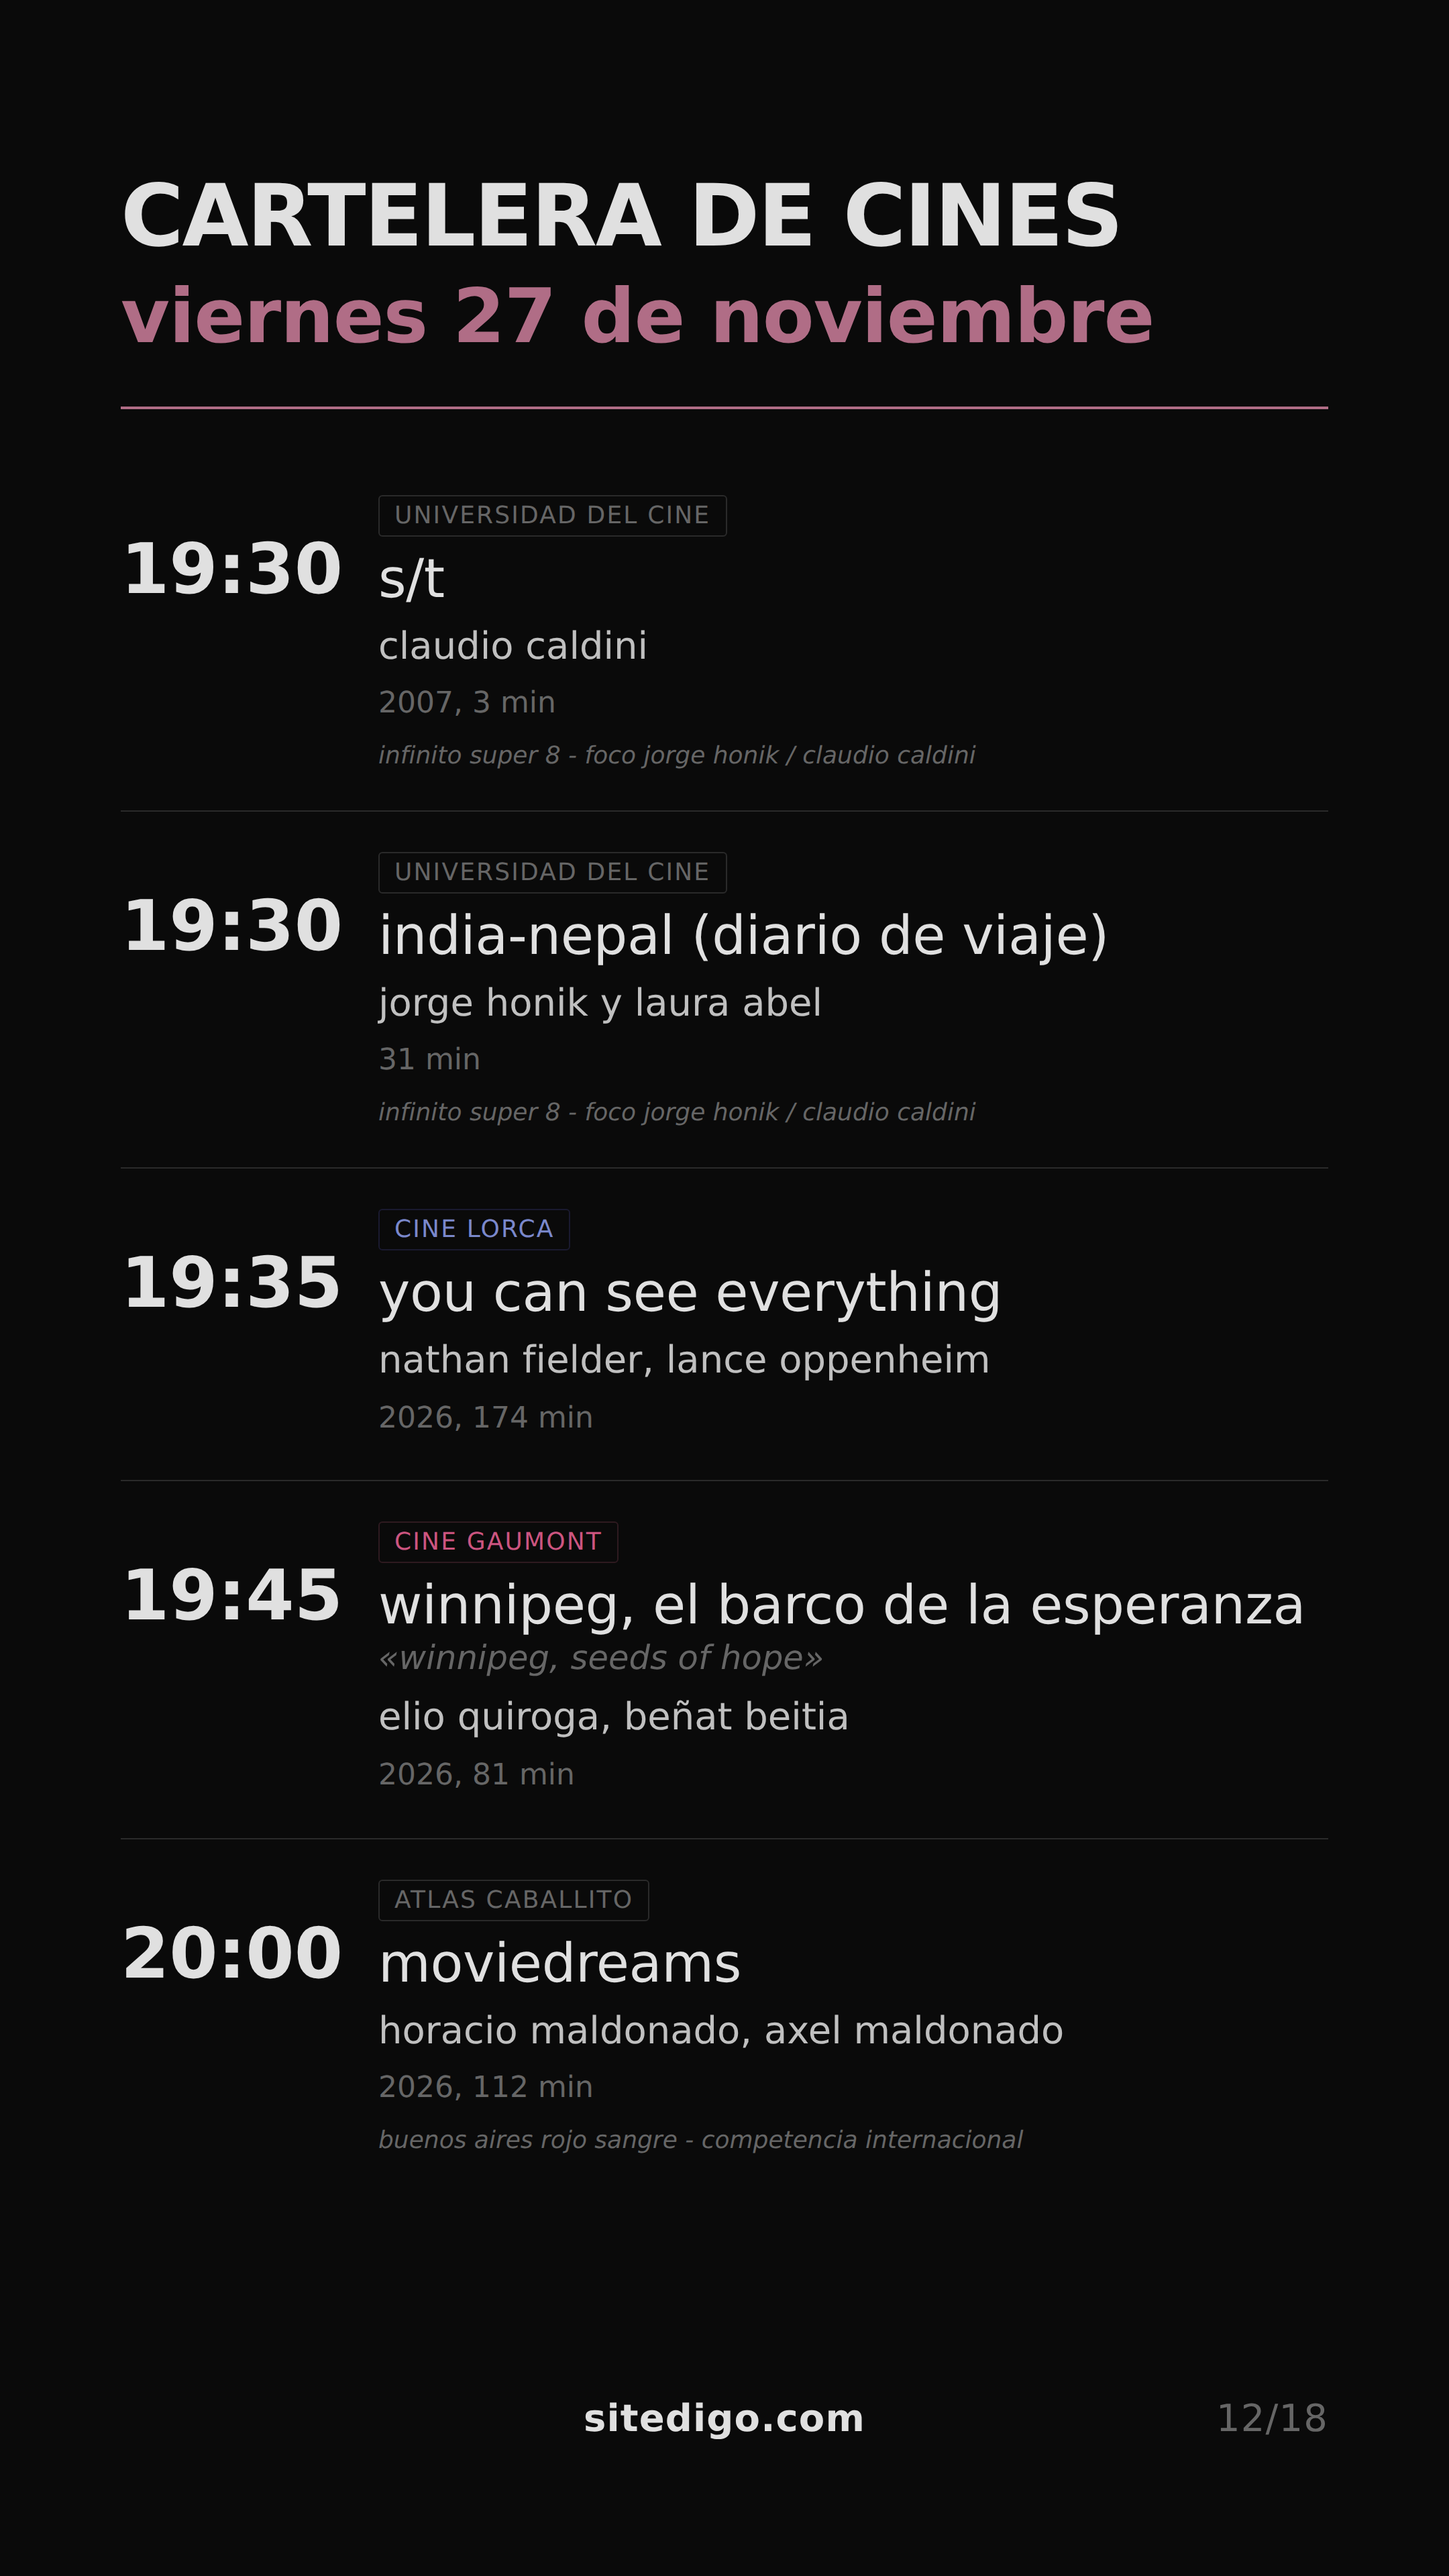 CARTELERA DE CINES
viernes 27 de noviembre
UNIVERSIDAD DEL CINE
19:30
s/t
claudio caldini
2007, 3 min
infinito super 8 - foco jorge honik / claudio caldini
UNIVERSIDAD DEL CINE
19:30
india-nepal (diario de viaje)
jorge honik y laura abel
31 min
infinito super 8 - foco jorge honik / claudio caldini
CINE LORCA
19:35
you can see everything
nathan fielder, lance oppenheim
2026, 174 min
CINE GAUMONT
19:45
winnipeg, el barco de la esperanza
«winnipeg, seeds of hope»
elio quiroga, beñat beitia
2026, 81 min
ATLAS CABALLITO
20:00
moviedreams
horacio maldonado, axel maldonado
2026, 112 min
buenos aires rojo sangre - competencia internacional
sitedigo.com
12/18